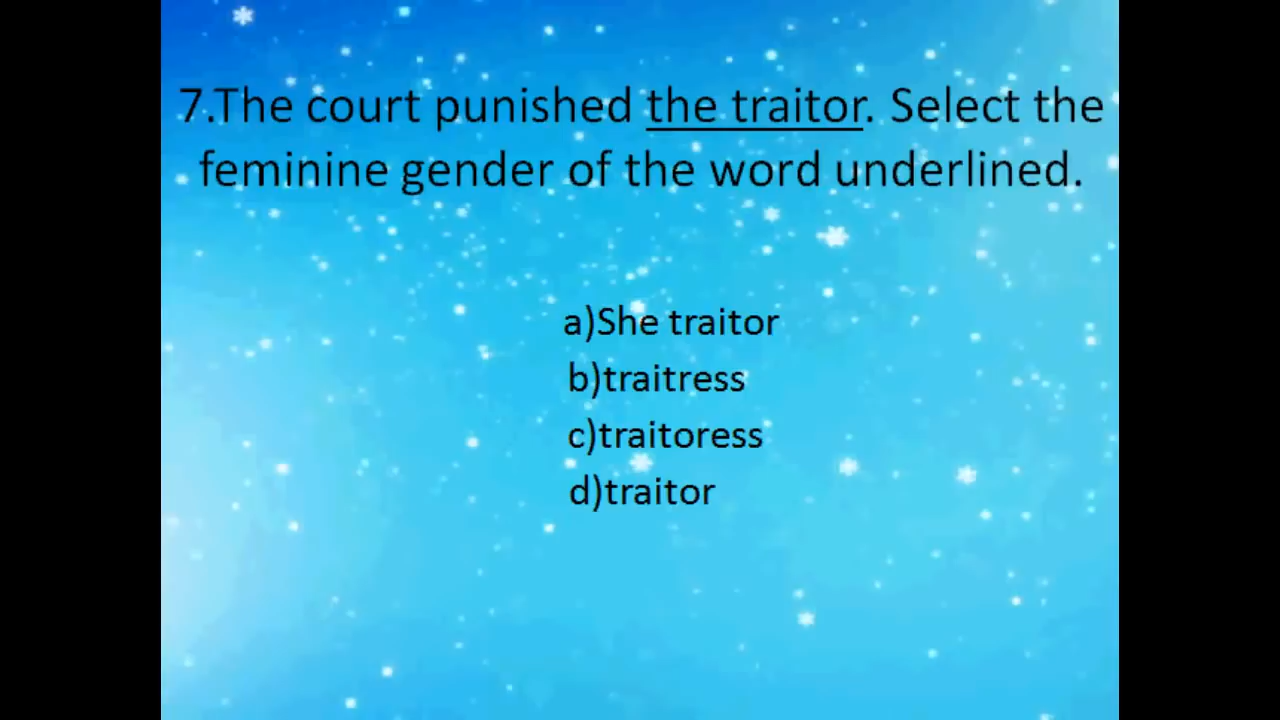 7.The court punished the traitor. Select the
feminine gender of the word underlined.
a)She traitor
b)traitress
c)traitoress
d)traitor